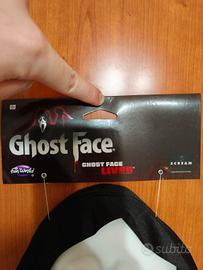 Ghost Face®
GHOST FACE
LIVES
fun World
SCREAM
subito